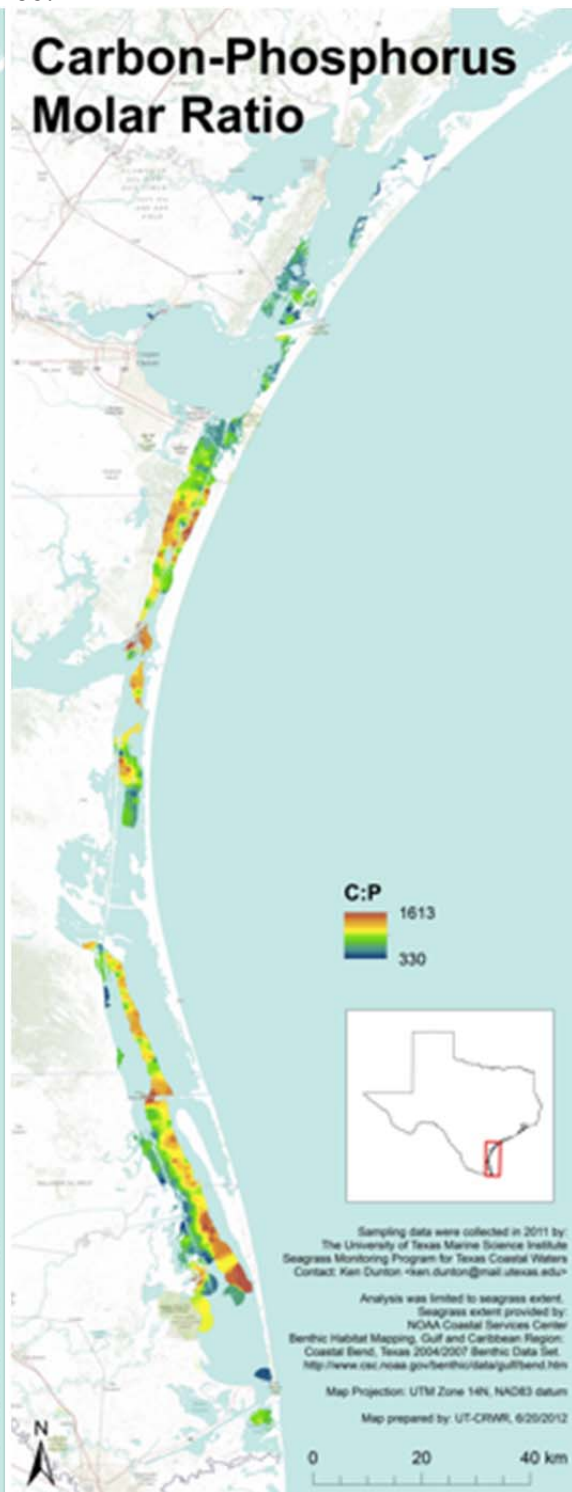 Carbon-Phosphorus
Molar Ratio
C:P
1613
330
Sampling data were collected in 2011 by:
The University of Texas Marine Science Institute
Seagrass Monitoring Program for Texas Coastal Waters
Contact: Ken Dunton <ken.dunton@mail.utexas.edu>
Analysis was limited to seagrass extent.
Seagrass extent provided by:
NOAA Coastal Services Center
Benthic Habitat Mapping, Gulf and Caribbean Region:
Coastal Bend, Texas 2004/2007 Benthic Data Set.
http://www.csc.noaa.gov/benthic/data/gulf/bend.htm
Map Projection: UTM Zone 14N, NAD83 datum
Map prepared by: UT-CRWR, 6/20/2012
N
0 20 40 km